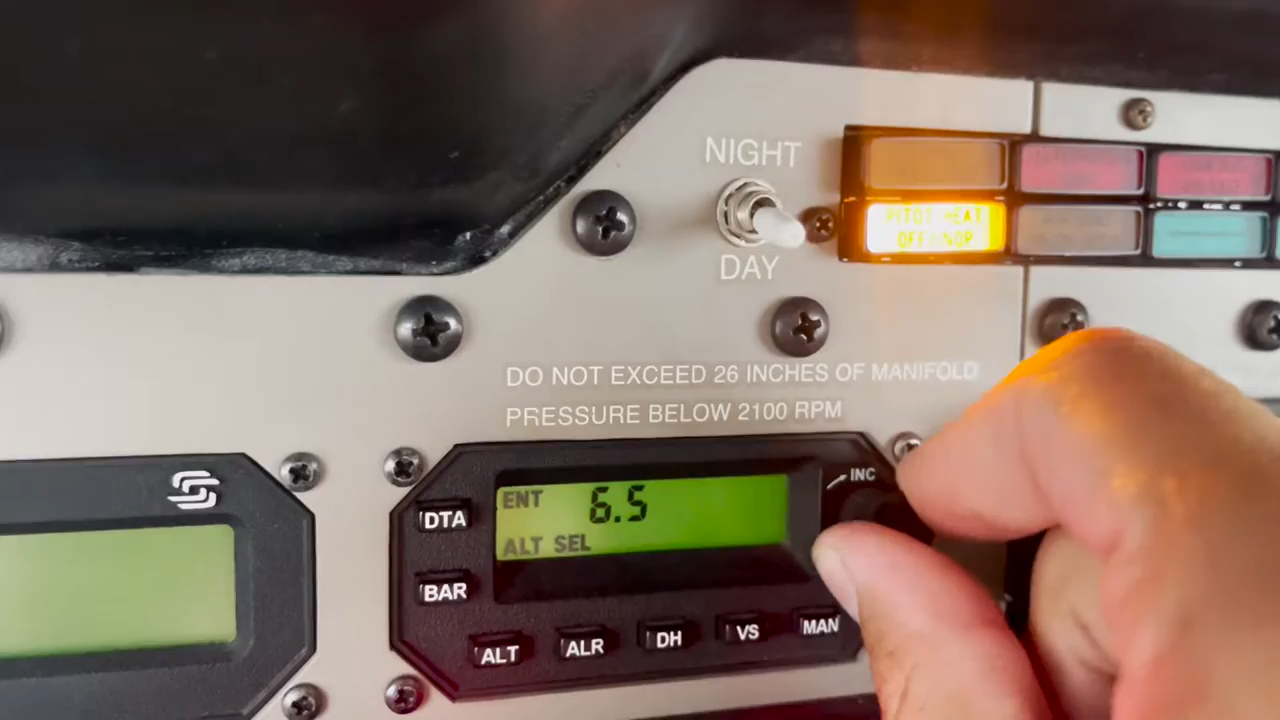 NIGHT
DAY
PITOT HEAT
OFF/INOP
DO NOT EXCEED 26 INCHES OF MANIFOLD
PRESSURE BELOW 2100 RPM
INC
DTA
ENT 6.5
ALT SEL
BAR
ALT ALR DH VS MAN